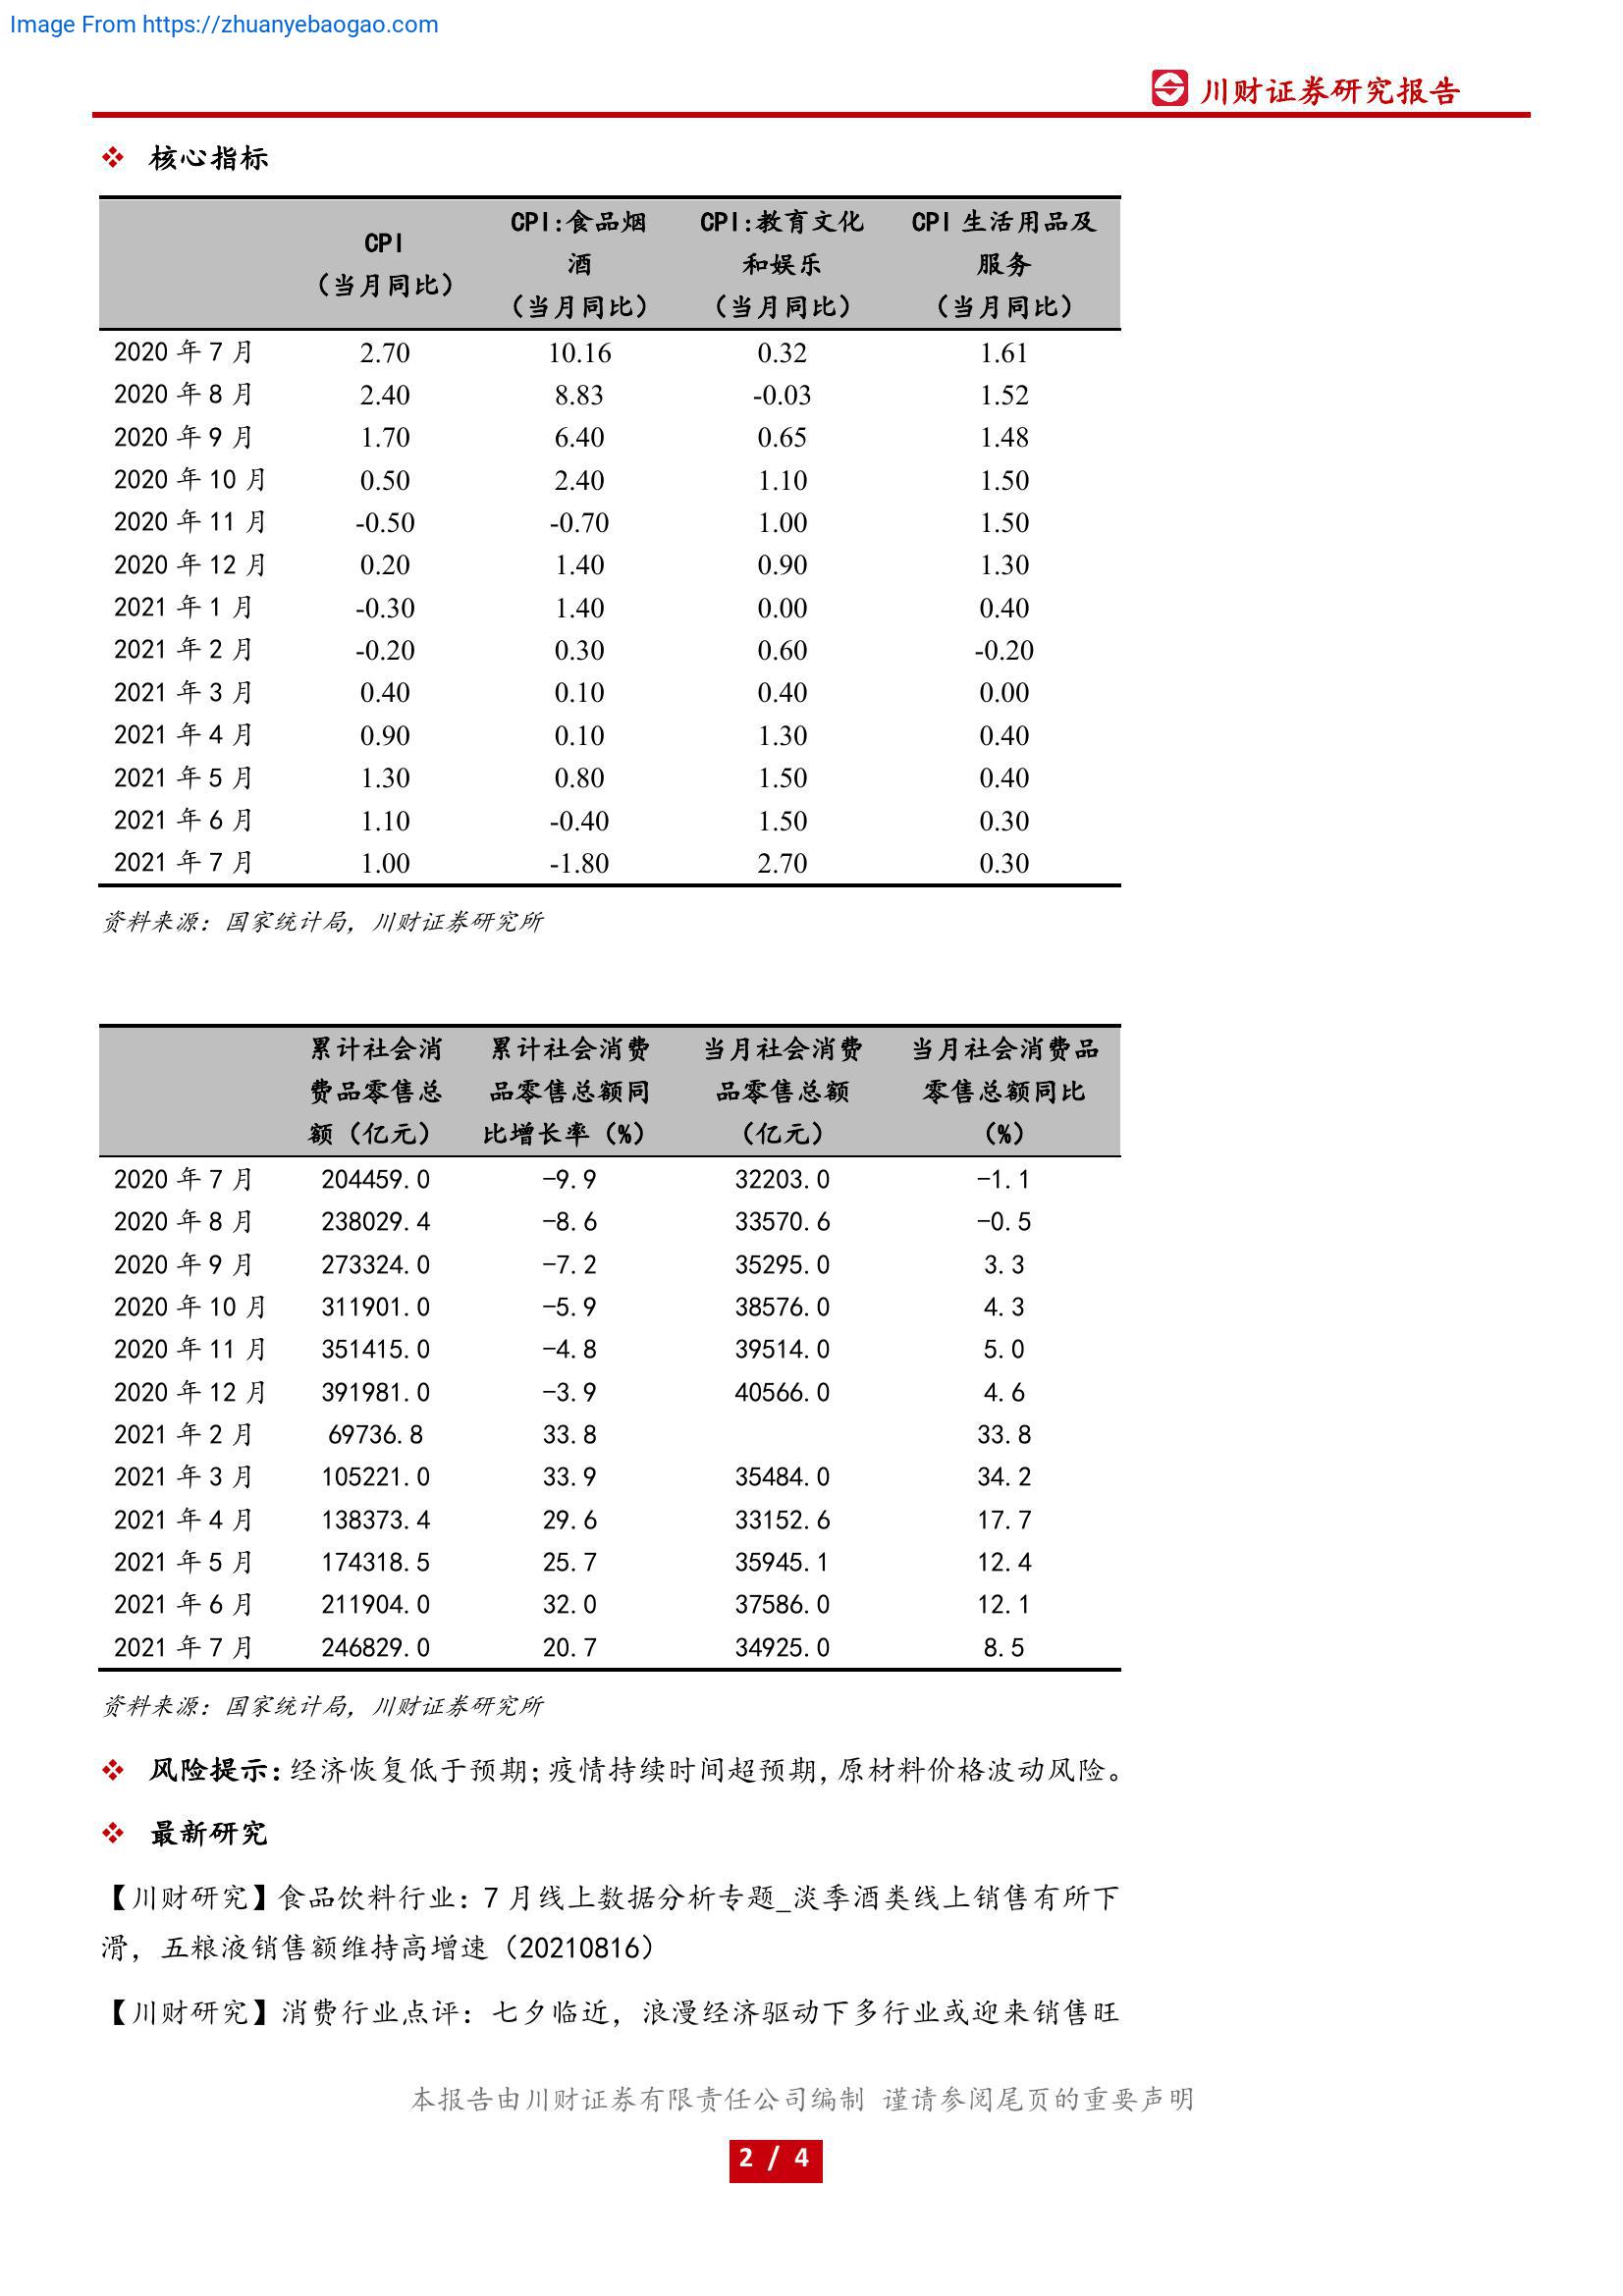 Image From https://zhuanyebaogao.com
川财证券研究报告
核心指标
CPI
（当月同比）
CPI:食品烟
酒
（当月同比）
CPI:教育文化
和娱乐
（当月同比）
CPI 生活用品及
服务
（当月同比）
2020 年 7 月 2.70 10.16 0.32 1.61
2020 年 8 月 2.40 8.83 -0.03 1.52
2020 年 9 月 1.70 6.40 0.65 1.48
2020 年 10 月 0.50 2.40 1.10 1.50
2020 年 11 月 -0.50 -0.70 1.00 1.50
2020 年 12 月 0.20 1.40 0.90 1.30
2021 年 1 月 -0.30 1.40 0.00 0.40
2021 年 2 月 -0.20 0.30 0.60 -0.20
2021 年 3 月 0.40 0.10 0.40 0.00
2021 年 4 月 0.90 0.10 1.30 0.40
2021 年 5 月 1.30 0.80 1.50 0.40
2021 年 6 月 1.10 -0.40 1.50 0.30
2021 年 7 月 1.00 -1.80 2.70 0.30
资料来源：国家统计局，川财证券研究所
累计社会消
费品零售总
额（亿元）
累计社会消费
品零售总额同
比增长率（%）
当月社会消费
品零售总额
（亿元）
当月社会消费品
零售总额同比
（%）
2020 年 7 月 204459.0 -9.9 32203.0 -1.1
2020 年 8 月 238029.4 -8.6 33570.6 -0.5
2020 年 9 月 273324.0 -7.2 35295.0 3.3
2020 年 10 月 311901.0 -5.9 38576.0 4.3
2020 年 11 月 351415.0 -4.8 39514.0 5.0
2020 年 12 月 391981.0 -3.9 40566.0 4.6
2021 年 2 月 69736.8 33.8 33.8
2021 年 3 月 105221.0 33.9 35484.0 34.2
2021 年 4 月 138373.4 29.6 33152.6 17.7
2021 年 5 月 174318.5 25.7 35945.1 12.4
2021 年 6 月 211904.0 32.0 37586.0 12.1
2021 年 7 月 246829.0 20.7 34925.0 8.5
资料来源：国家统计局，川财证券研究所
风险提示：经济恢复低于预期；疫情持续时间超预期，原材料价格波动风险。
最新研究
【川财研究】食品饮料行业：7 月线上数据分析专题_淡季酒类线上销售有所下
滑，五粮液销售额维持高增速（20210816）
【川财研究】消费行业点评：七夕临近，浪漫经济驱动下多行业或迎来销售旺
本报告由川财证券有限责任公司编制 谨请参阅尾页的重要声明
2 / 4